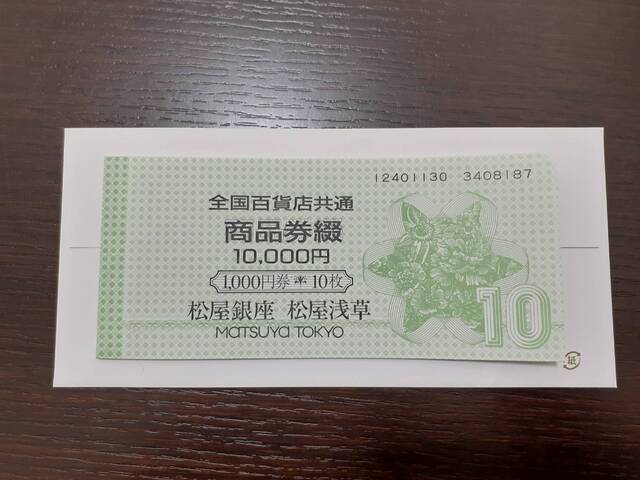 12401130 3408187
全国百貨店共通
商品券綴
10,000円
1,000円券 10枚
松屋銀座 松屋浅草
MATSUYA TOKYO
10
紙